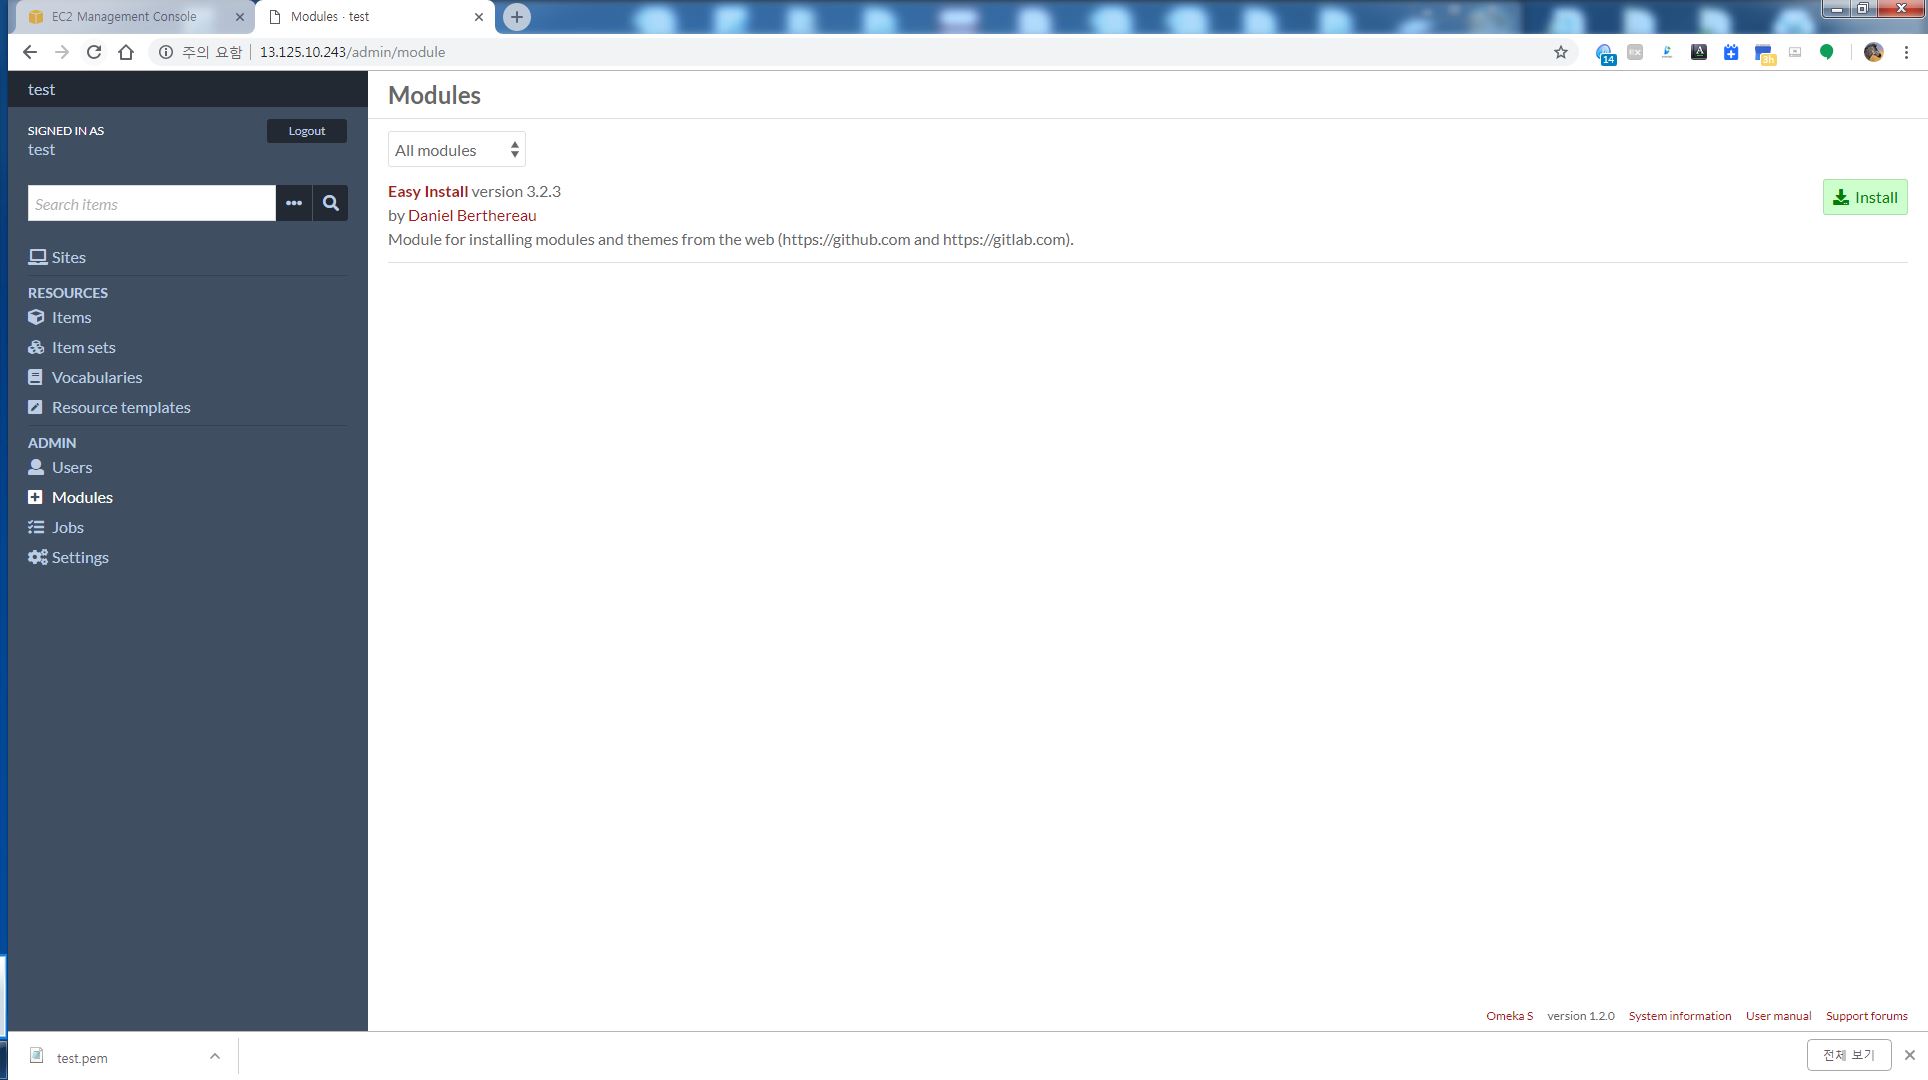 EC2 Management Console
Modules · test
주의 요함
13.125.10.243/admin/module
14
EX
A
3h
test
SIGNED IN AS
test
Logout
Search items
Sites
RESOURCES
Items
Item sets
Vocabularies
Resource templates
ADMIN
Users
Modules
Jobs
Settings
Modules
All modules
Easy Install version 3.2.3
by Daniel Berthereau
Module for installing modules and themes from the web (https://github.com and https://gitlab.com).
Install
Omeka S version 1.2.0 System information User manual Support forums
test.pem
전체 보기